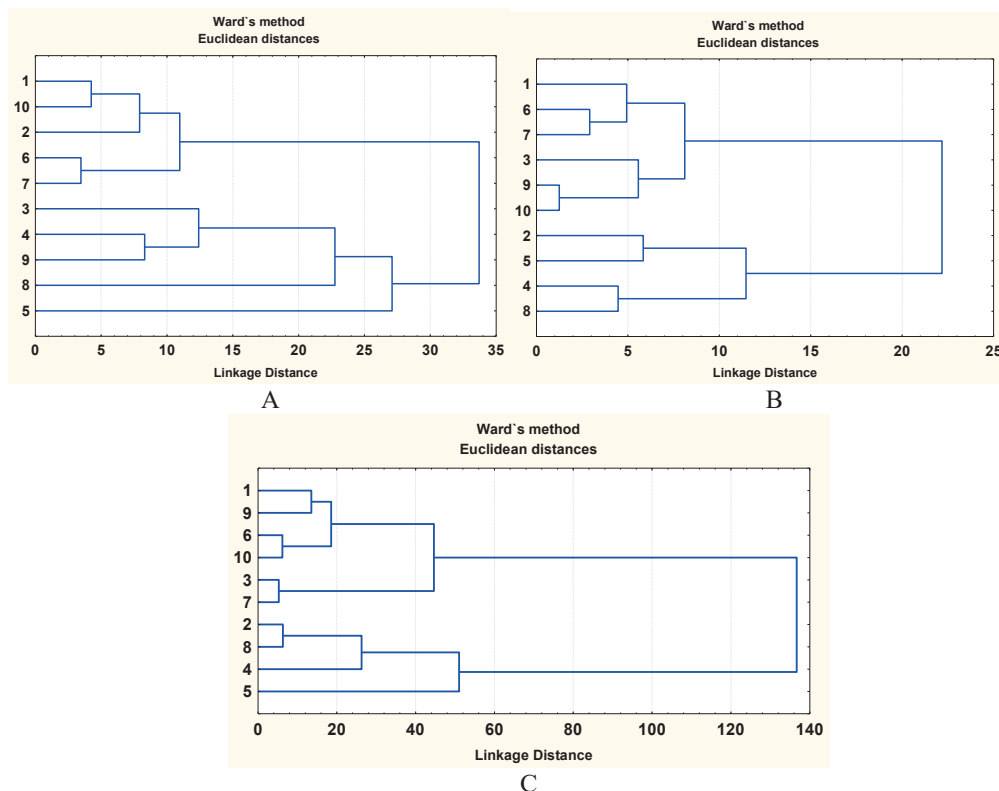 Ward`s method
Euclidean distances
1
10
2
6
7
3
4
9
8
5
0 5 10 15 20 25 30 35
Linkage Distance
A
Ward`s method
Euclidean distances
1
6
7
3
9
10
2
5
4
8
0 5 10 15 20 25
Linkage Distance
B
Ward`s method
Euclidean distances
1
9
6
10
3
7
2
8
4
5
0 20 40 60 80 100 120 140
Linkage Distance
C